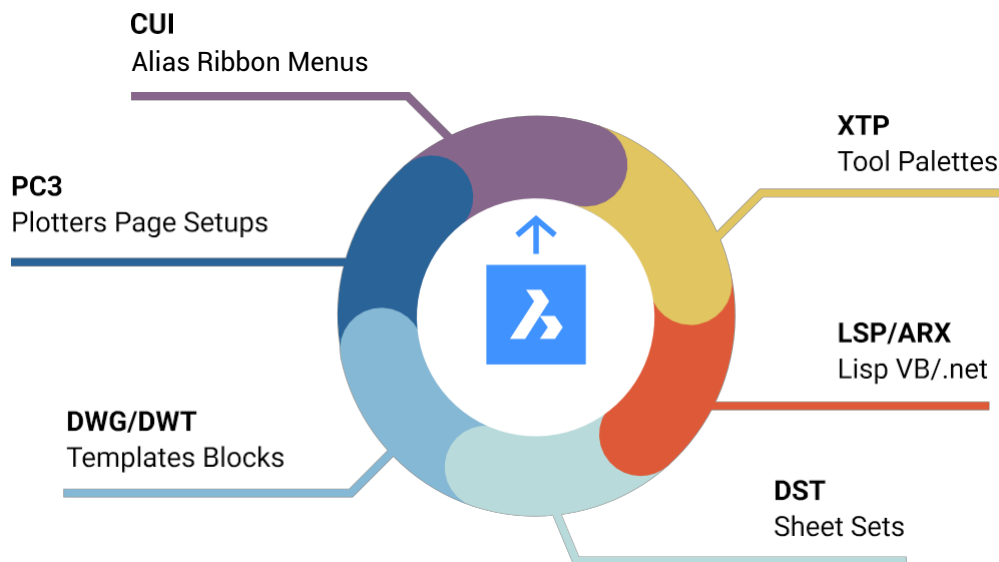 CUI
Alias Ribbon Menus
XTP
Tool Palettes
PC3
Plotters Page Setups
LSP/ARX
Lisp VB/.net
DWG/DWT
Templates Blocks
DST
Sheet Sets